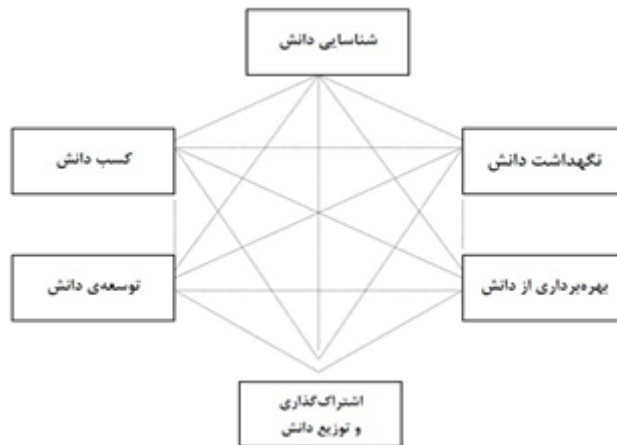 شناسایی دانش
نگهداشت دانش
کسب دانش
بهره‌برداری از دانش
توسعه‌ی دانش
اشتراک‌گذاری
و توزیع دانش